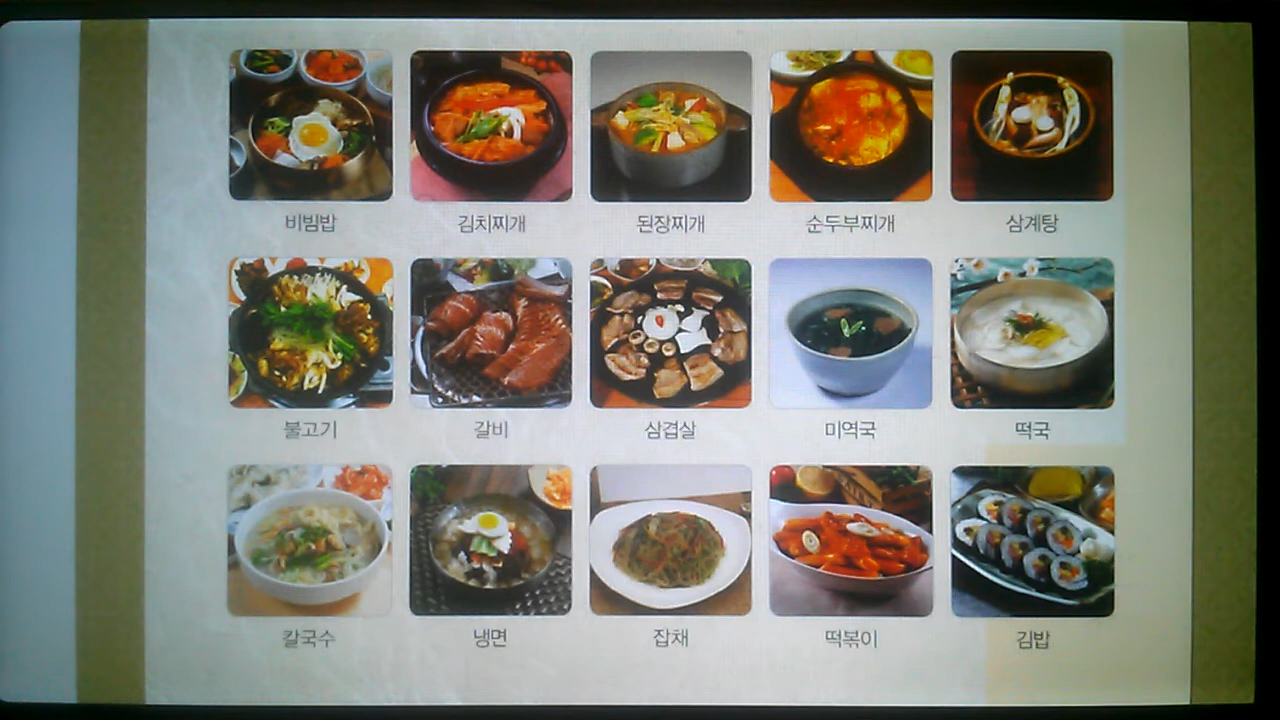 비빔밥 김치찌개 된장찌개 순두부찌개 삼계탕
불고기 갈비 삼겹살 미역국 떡국
칼국수 냉면 잡채 떡볶이 김밥